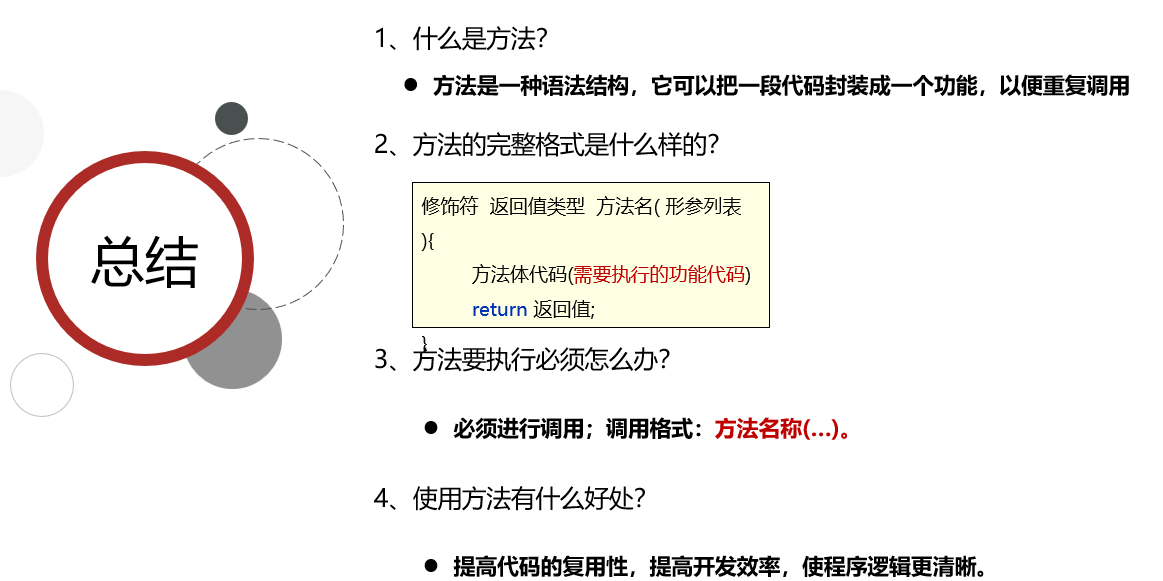 总结
1、什么是方法？
● 方法是一种语法结构，它可以把一段代码封装成一个功能，以便重复调用
2、方法的完整格式是什么样的？
修饰符 返回值类型 方法名( 形参列表
){
方法体代码(需要执行的功能代码)
return 返回值;
}
3、方法要执行必须怎么办？
● 必须进行调用；调用格式：方法名称(…)。
4、使用方法有什么好处？
● 提高代码的复用性，提高开发效率，使程序逻辑更清晰。